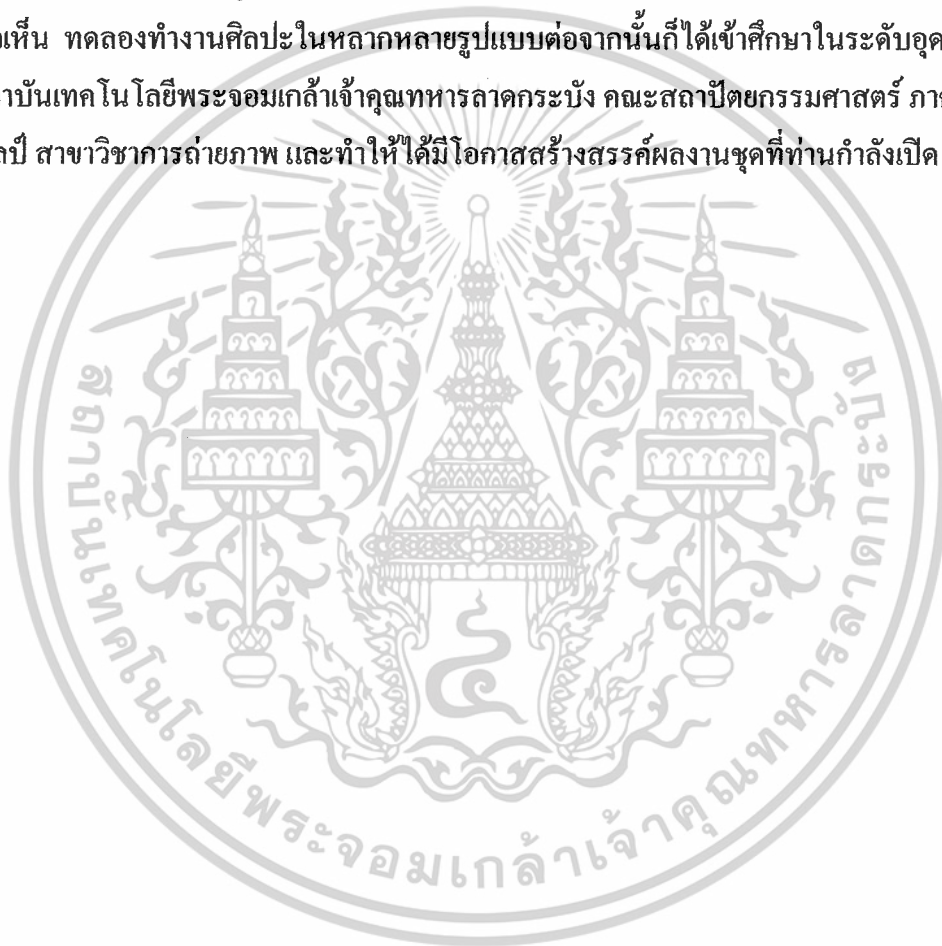 เห็น ทดลองทำงานศิลปะในหลากหลายรูปแบบต่อจากนั้นก็ได้เข้าศึกษาในระดับอุด
าบันเทคโนโลยีพระจอมเกล้าเจ้าคุณทหารลาดกระบัง คณะสถาปัตยกรรมศาสตร์ ภา
ลป์ สาขาวิชาการถ่ายภาพ และทำให้ได้มีโอกาสสร้างสรรค์ผลงานชุดที่ท่านกำลังเปิด
สถาบันเทคโนโลยีพระจอมเกล้าเจ้าคุณทหารลาดกระบัง
๔